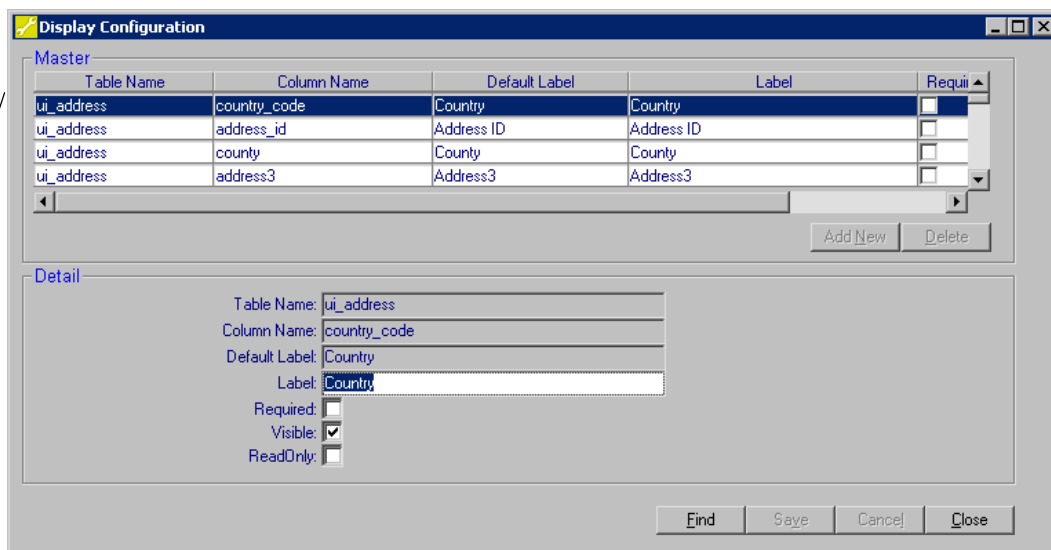 Display Configuration
Master
Table Name Column Name Default Label Label Requir
ui_address country_code Country Country
ui_address address_id Address ID Address ID
ui_address county County County
ui_address address3 Address3 Address3
Add New Delete
Detail
Table Name: ui_address
Column Name: country_code
Default Label: Country
Label: Country
Required:
Visible:
ReadOnly:
Find Save Cancel Close